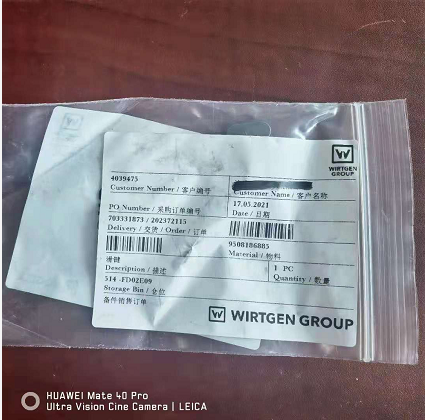 WIRTGEN
GROUP
4039475
Customer Number / 客户编号
Customer Name / 客户名称
17.05.2021
PO Number / 采购订单编号
Date / 日期
703331873 / 202372115
Delivery / 交货 / Order / 订单
9508186885
Material / 物料
滑键
1 PC
Description / 描述
Quantity / 数量
514 -FD02E09
Storage Bin / 仓位
备件销售订单
WIRTGEN GROUP
HUAWEI Mate 40 Pro
Ultra Vision Cine Camera | LEICA